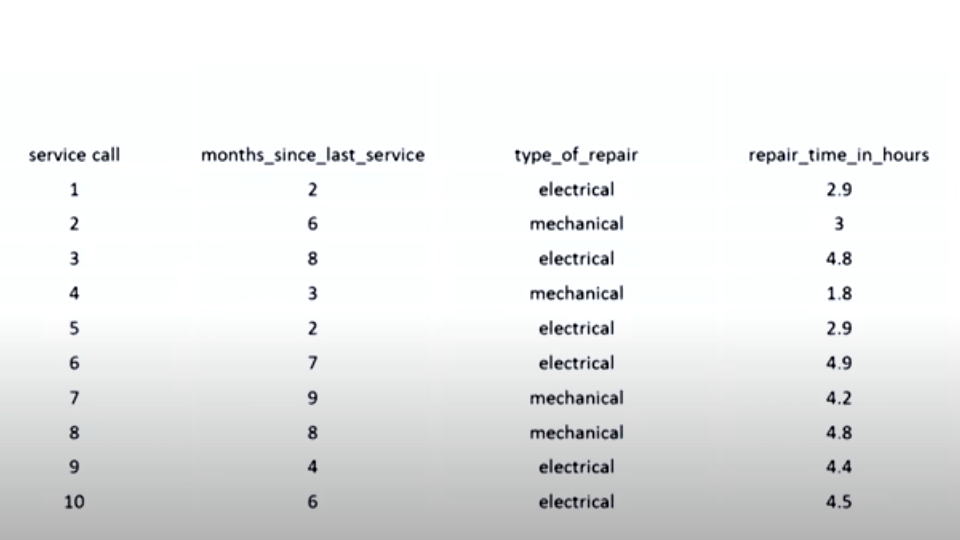 service call months_since_last_service type_of_repair repair_time_in_hours
1 2 electrical 2.9
2 6 mechanical 3
3 8 electrical 4.8
4 3 mechanical 1.8
5 2 electrical 2.9
6 7 electrical 4.9
7 9 mechanical 4.2
8 8 mechanical 4.8
9 4 electrical 4.4
10 6 electrical 4.5